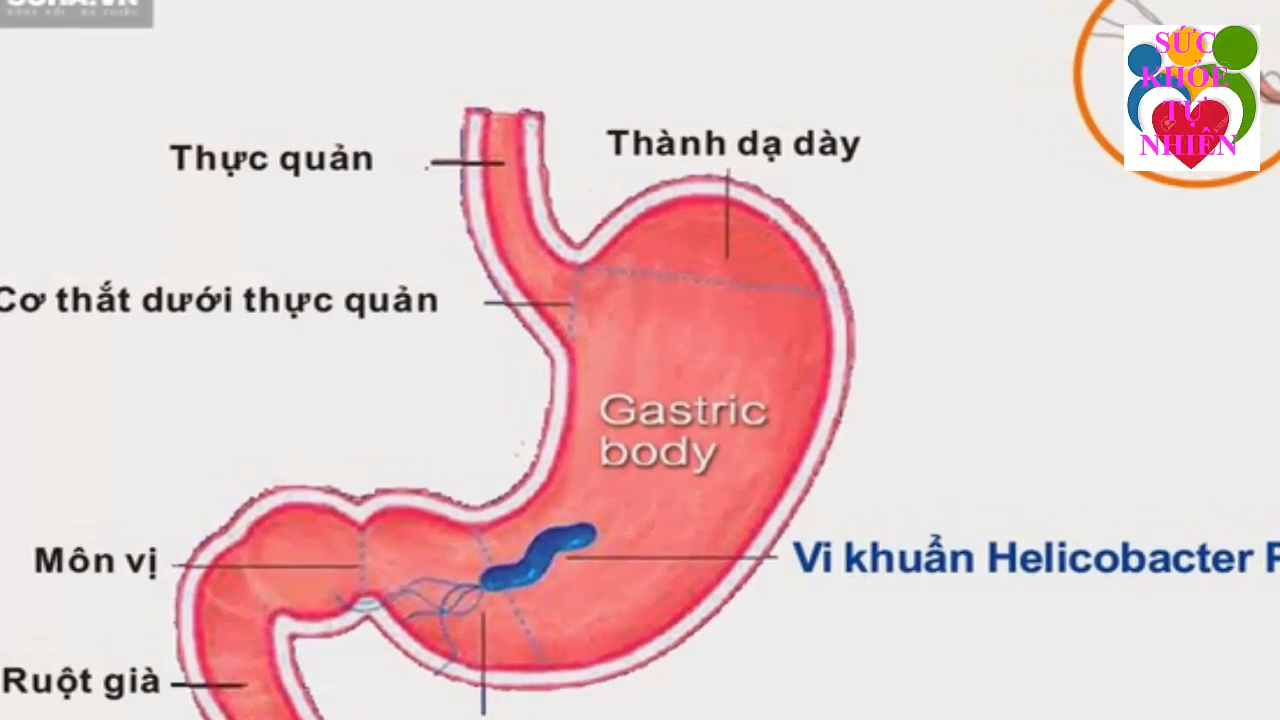 SỨC
KHỎE
TỰ
NHIÊN
Thực quản
Thành dạ dày
Cơ thắt dưới thực quản
Gastric
body
Môn vị
Vi khuẩn Helicobacter P
Ruột già